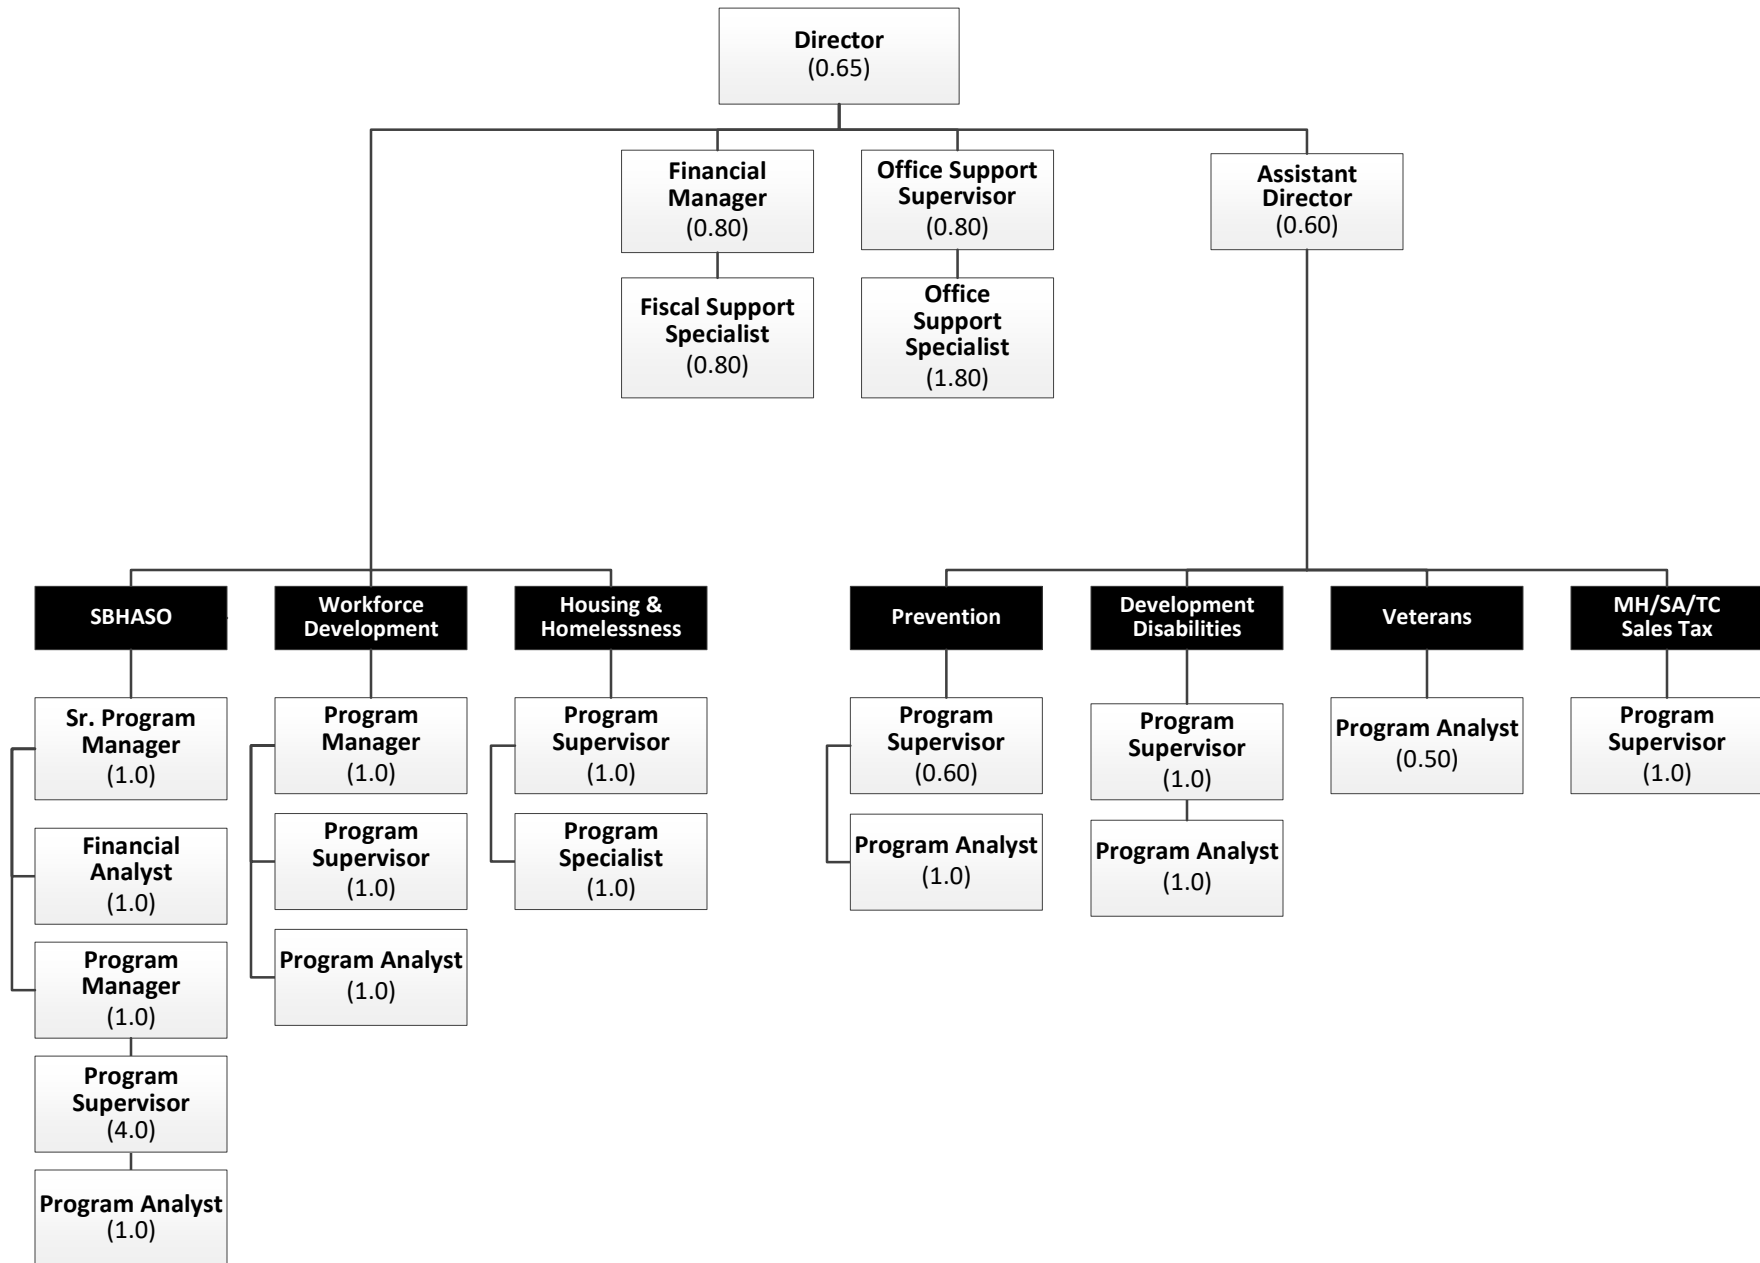 Director
(0.65)
Financial
Manager
(0.80)
Office Support
Supervisor
(0.80)
Assistant
Director
(0.60)
Fiscal Support
Specialist
(0.80)
Office
Support
Specialist
(1.80)
SBHASO
Workforce
Development
Housing &
Homelessness
Prevention
Development
Disabilities
Veterans
MH/SA/TC
Sales Tax
Sr. Program
Manager
(1.0)
Financial
Analyst
(1.0)
Program
Manager
(1.0)
Program
Supervisor
(4.0)
Program Analyst
(1.0)
Program
Manager
(1.0)
Program
Supervisor
(1.0)
Program Analyst
(1.0)
Program
Supervisor
(1.0)
Program
Specialist
(1.0)
Program
Supervisor
(0.60)
Program Analyst
(1.0)
Program
Supervisor
(1.0)
Program Analyst
(1.0)
Program Analyst
(0.50)
Program
Supervisor
(1.0)